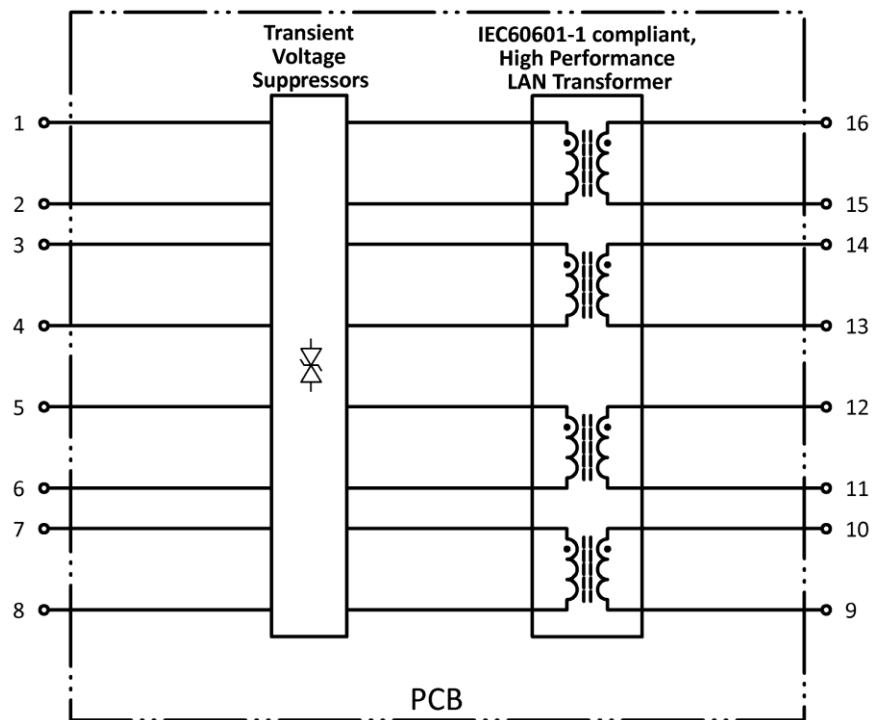 Transient
Voltage
Suppressors
IEC60601-1 compliant,
High Performance
LAN Transformer
1
16
2
15
3
14
4
13
5
12
6
11
7
10
8
9
PCB